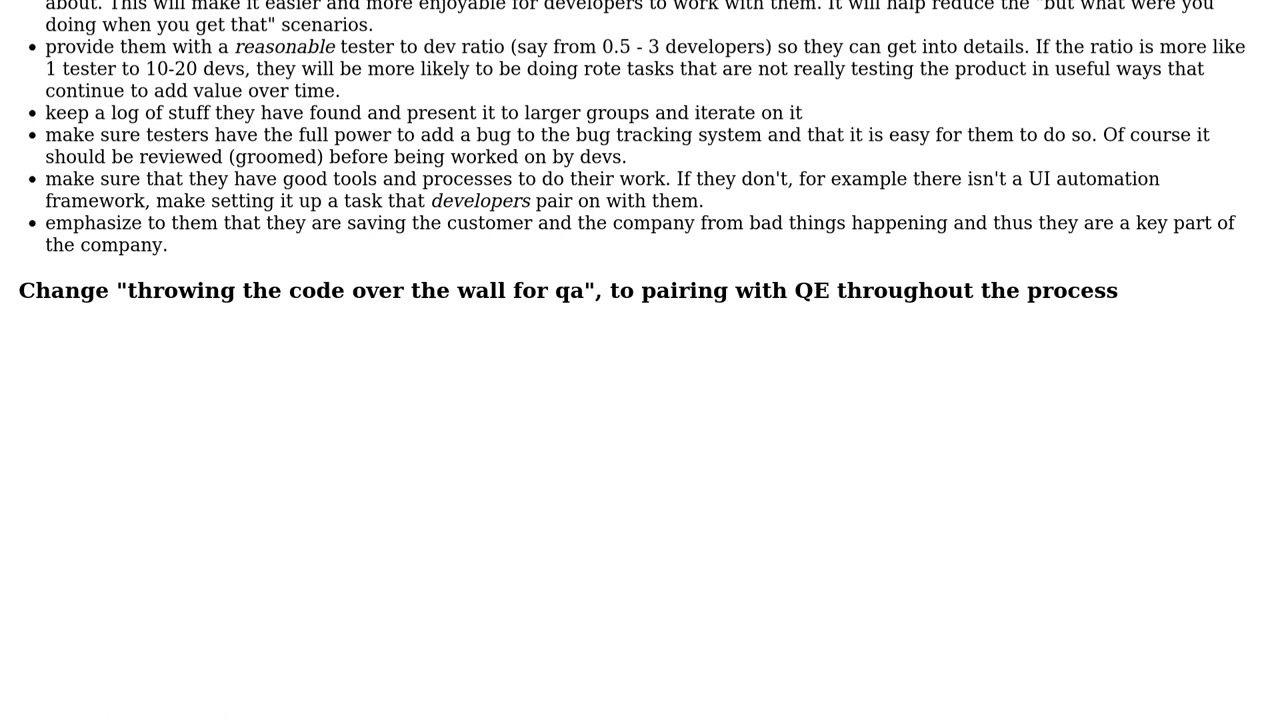 about. This will make it easier and more enjoyable for developers to work with them. It will halp reduce the "but what were you
doing when you get that" scenarios.
• provide them with a reasonable tester to dev ratio (say from 0.5 - 3 developers) so they can get into details. If the ratio is more like
1 tester to 10-20 devs, they will be more likely to be doing rote tasks that are not really testing the product in useful ways that
continue to add value over time.
• keep a log of stuff they have found and present it to larger groups and iterate on it
• make sure testers have the full power to add a bug to the bug tracking system and that it is easy for them to do so. Of course it
should be reviewed (groomed) before being worked on by devs.
• make sure that they have good tools and processes to do their work. If they don't, for example there isn't a UI automation
framework, make setting it up a task that developers pair on with them.
• emphasize to them that they are saving the customer and the company from bad things happening and thus they are a key part of
the company.
Change "throwing the code over the wall for qa", to pairing with QE throughout the process